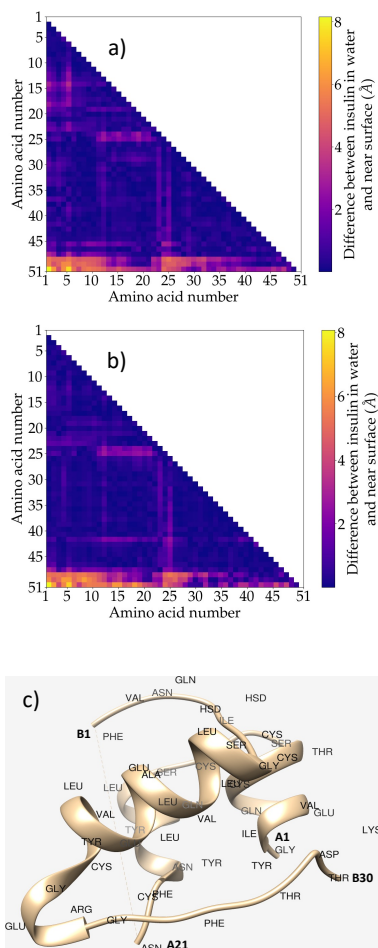 a)
1
5
10
15
20
25
30
35
40
45
51
Amino acid number
1 5 10 15 20 25 30 35 40 45 51
Amino acid number
8
6
4
2
Difference between insulin in water
and near surface (Å)
b)
1
5
10
15
20
25
30
35
40
45
51
Amino acid number
1 5 10 15 20 25 30 35 40 45 51
Amino acid number
8
6
4
2
Difference between insulin in water
and near surface (Å)
c)
GLN
VAL ASN HSD HSD
B1 PHE LEU ILE CYS
SER SER THR
GLU ALA SER CYS GLY CYS
LEU LEU LEU VAL GLU
VAL VAL GLN LYS
TYR TYR LEU ILE A1
CYS ASN TYR GLY ASP
TYR
GLY CYS PHE THR THR B30
ARG
GLU GLY PHE
ASN A21